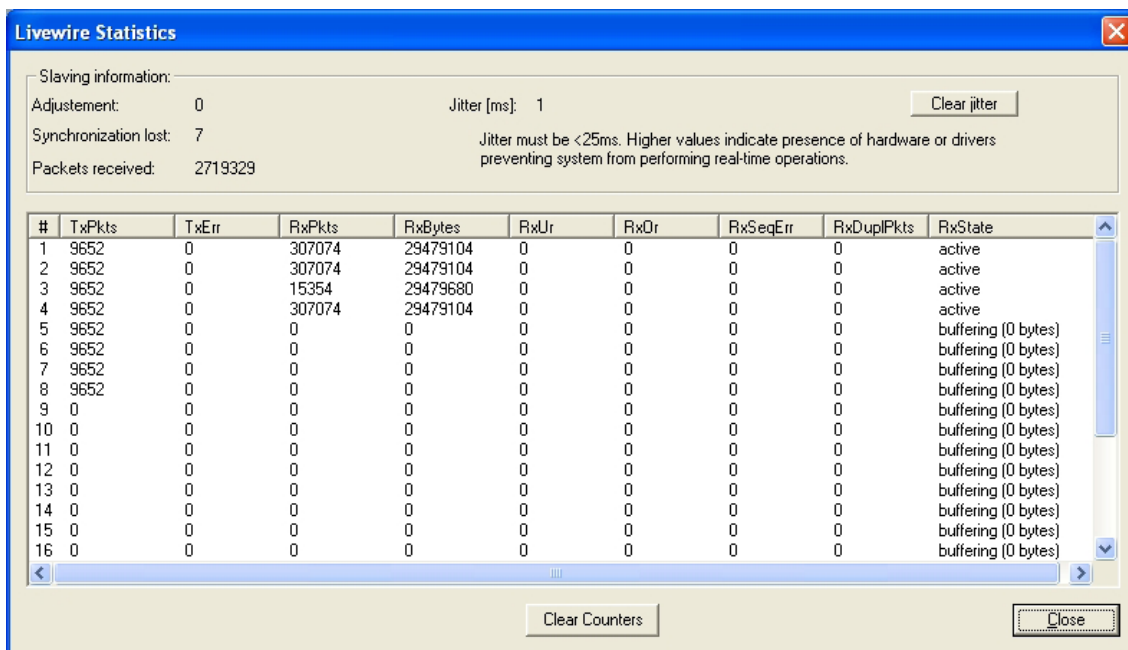 Livewire Statistics
Slaving information:
Adjustement: 0 Jitter [ms]: 1 Clear jitter
Synchronization lost: 7 Jitter must be <25ms. Higher values indicate presence of hardware or drivers
preventing system from performing real-time operations.
Packets received: 2719329
# TxPkts TxErr RxPkts RxBytes RxUr RxOr RxSeqErr RxDuplPkts RxState
1 9652 0 307074 29479104 0 0 0 0 active
2 9652 0 307074 29479104 0 0 0 0 active
3 9652 0 15354 29479680 0 0 0 0 active
4 9652 0 307074 29479104 0 0 0 0 active
5 9652 0 0 0 0 0 0 0 buffering (0 bytes)
6 9652 0 0 0 0 0 0 0 buffering (0 bytes)
7 9652 0 0 0 0 0 0 0 buffering (0 bytes)
8 9652 0 0 0 0 0 0 0 buffering (0 bytes)
9 0 0 0 0 0 0 0 0 buffering (0 bytes)
10 0 0 0 0 0 0 0 0 buffering (0 bytes)
11 0 0 0 0 0 0 0 0 buffering (0 bytes)
12 0 0 0 0 0 0 0 0 buffering (0 bytes)
13 0 0 0 0 0 0 0 0 buffering (0 bytes)
14 0 0 0 0 0 0 0 0 buffering (0 bytes)
15 0 0 0 0 0 0 0 0 buffering (0 bytes)
16 0 0 0 0 0 0 0 0 buffering (0 bytes)
Clear Counters Close